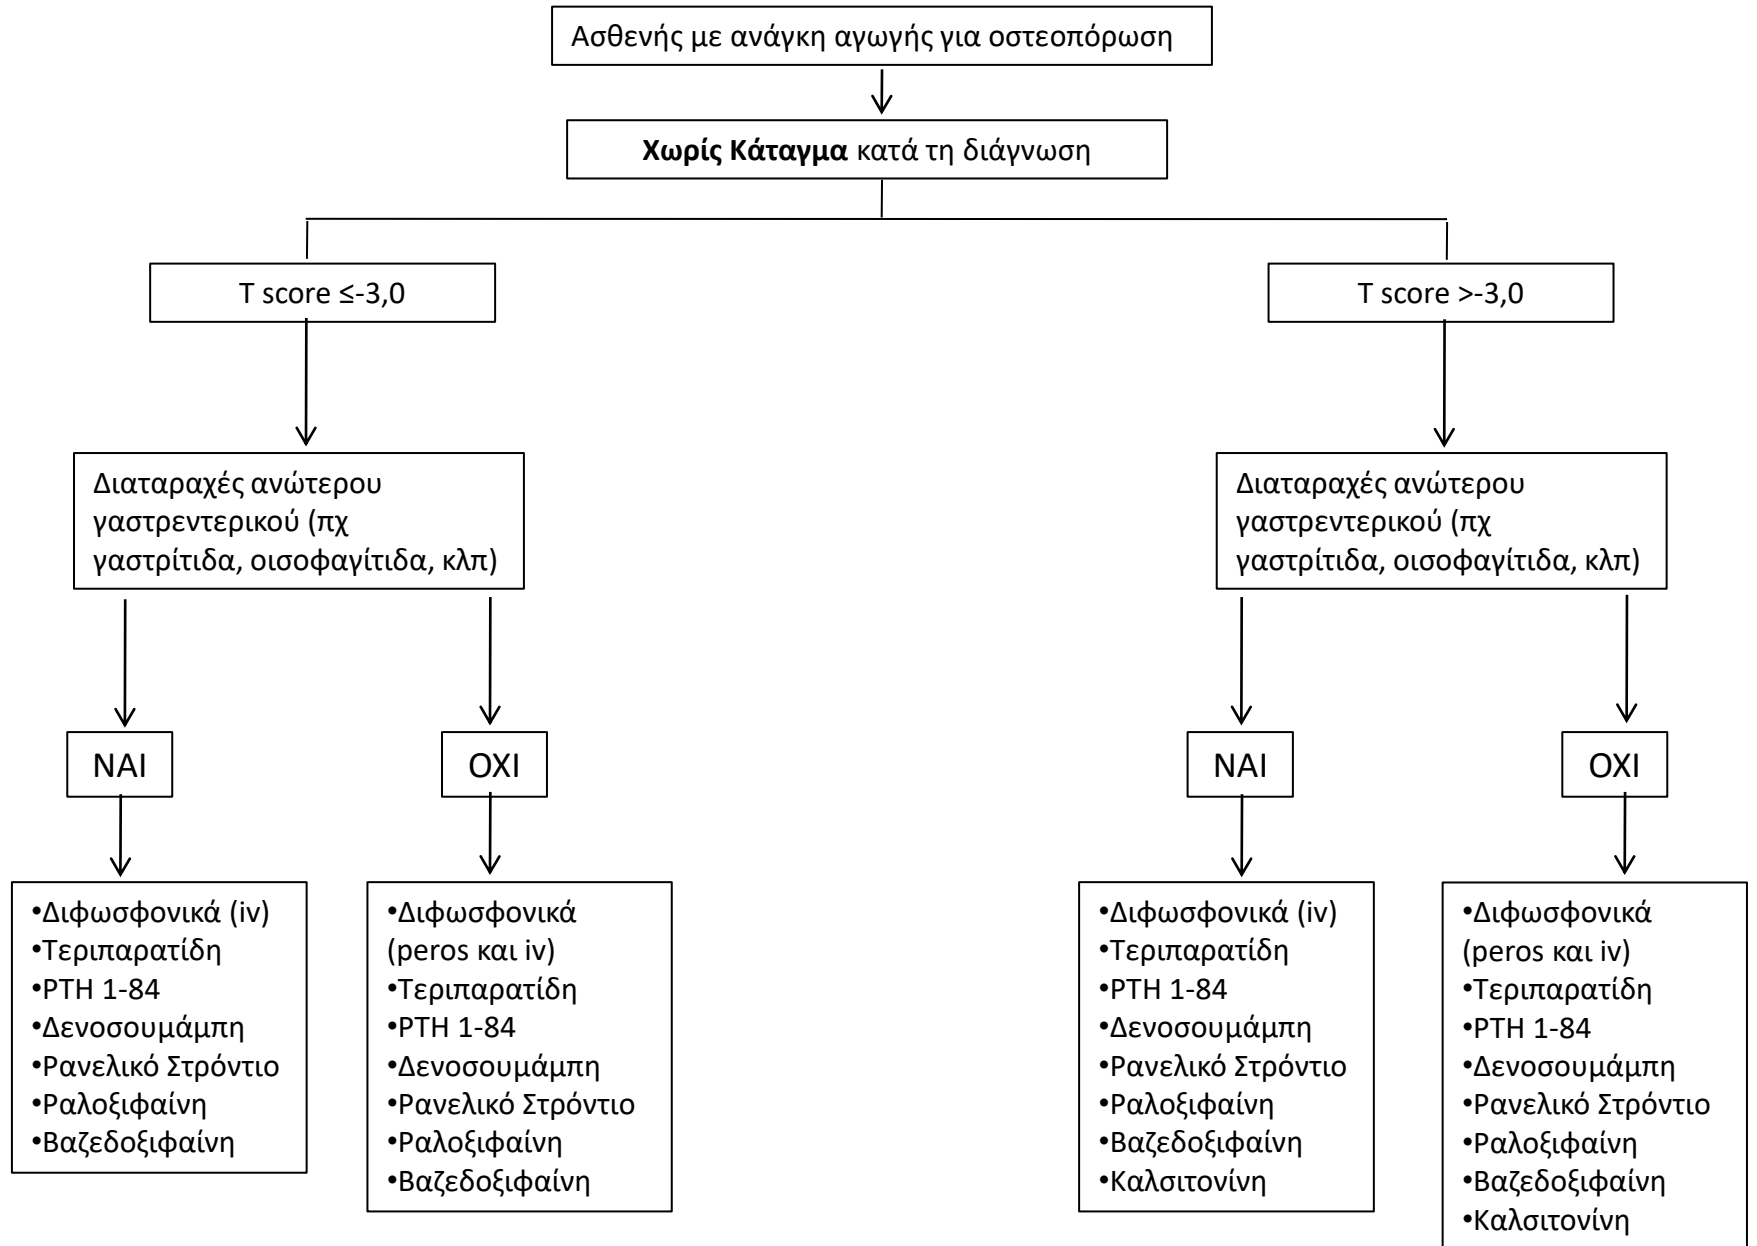 Ασθενής με ανάγκη αγωγής για οστεοπόρωση
Χωρίς Κάταγμα κατά τη διάγνωση
T score ≤-3,0
T score >-3,0
Διαταραχές ανώτερου
γαστρεντερικού (πχ
γαστρίτιδα, οισοφαγίτιδα, κλπ)
Διαταραχές ανώτερου
γαστρεντερικού (πχ
γαστρίτιδα, οισοφαγίτιδα, κλπ)
ΝΑΙ
ΟΧΙ
ΝΑΙ
ΟΧΙ
•Διφωσφονικά (iv)
•Τεριπαρατίδη
•PTH 1-84
•Δενοσουμάμπη
•Ρανελικό Στρόντιο
•Ραλοξιφαίνη
•Βαζεδοξιφαίνη
•Διφωσφονικά
(peros και iv)
•Τεριπαρατίδη
•PTH 1-84
•Δενοσουμάμπη
•Ρανελικό Στρόντιο
•Ραλοξιφαίνη
•Βαζεδοξιφαίνη
•Διφωσφονικά (iv)
•Τεριπαρατίδη
•PTH 1-84
•Δενοσουμάμπη
•Ρανελικό Στρόντιο
•Ραλοξιφαίνη
•Βαζεδοξιφαίνη
•Καλσιτονίνη
•Διφωσφονικά
(peros και iv)
•Τεριπαρατίδη
•PTH 1-84
•Δενοσουμάμπη
•Ρανελικό Στρόντιο
•Ραλοξιφαίνη
•Βαζεδοξιφαίνη
•Καλσιτονίνη